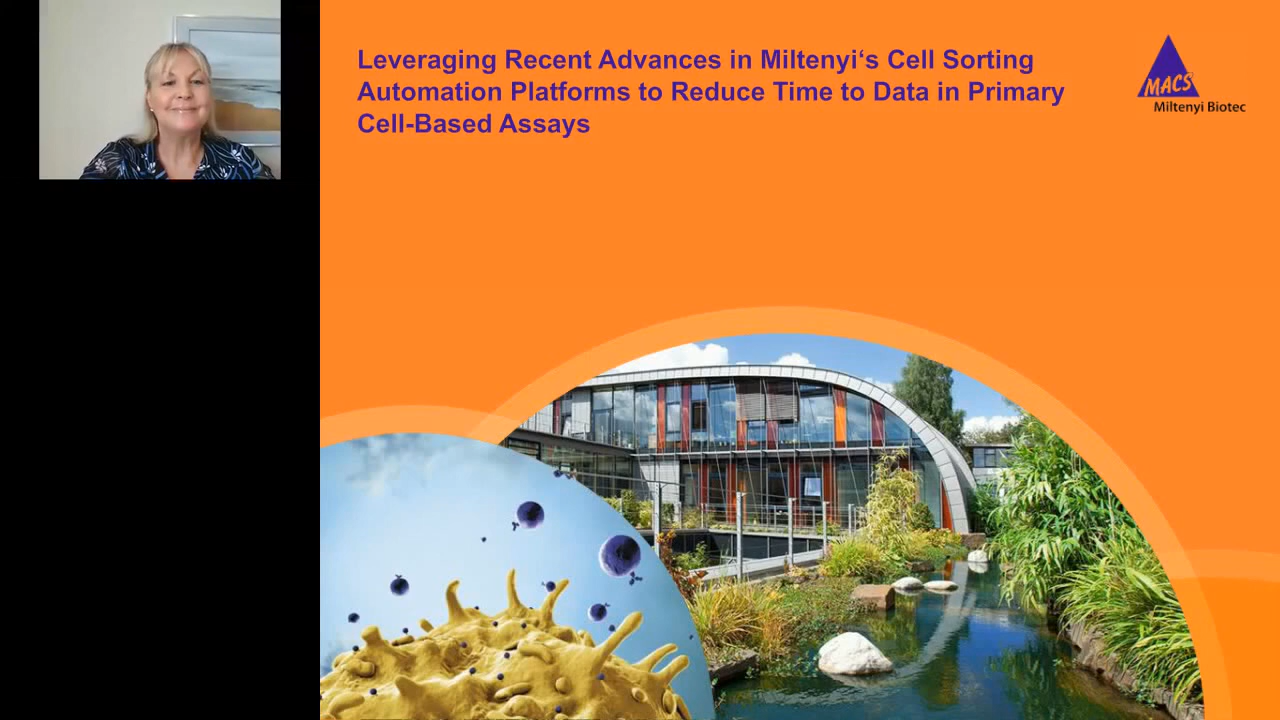 Leveraging Recent Advances in Miltenyi‘s Cell Sorting
Automation Platforms to Reduce Time to Data in Primary
Cell-Based Assays
MACS
Miltenyi Biotec